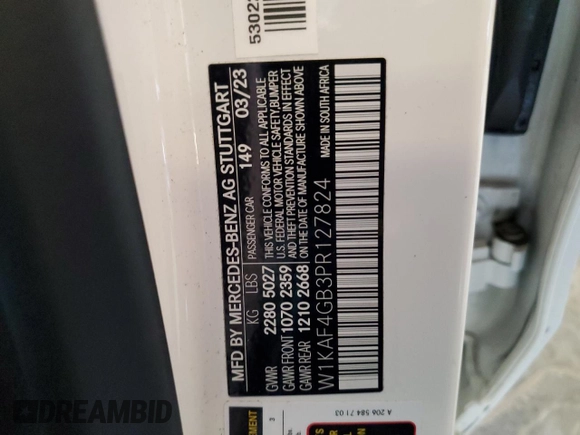 53022
MFD BY MERCEDES-BENZ AG STUTTGART
PASSENGER CAR 149 03/23
KG LBS
GVWR 2280 5027
GAWR FRONT 1070 2359
GAWR REAR 1210 2668
THIS VEHICLE CONFORMS TO ALL APPLICABLE
U.S. FEDERAL MOTOR VEHICLE SAFETY,BUMPER
AND THEFT PREVENTION STANDARDS IN EFFECT
ON THE DATE OF MANUFACTURE SHOWN ABOVE
W1KAF4GB3PR127824
MADE IN SOUTH AFRICA
A 206 584 71 03
DREAMBID